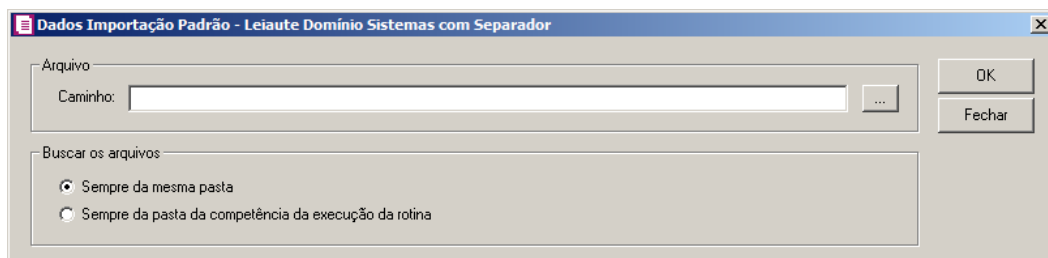 Dados Importação Padrão - Leiaute Domínio Sistemas com Separador
Arquivo
Caminho:
...
OK
Fechar
Buscar os arquivos
Sempre da mesma pasta
Sempre da pasta da competência da execução da rotina